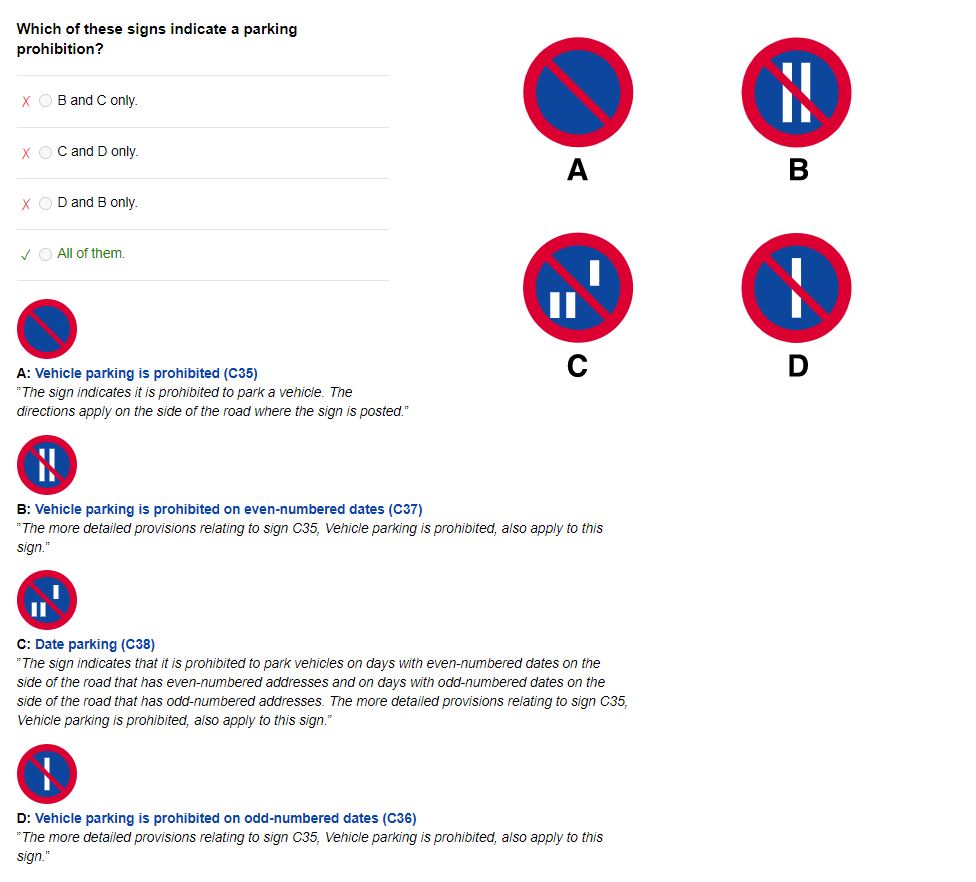 Which of these signs indicate a parking
prohibition?
X B and C only.
X C and D only.
X D and B only.
✓ All of them.
A
B
C
D
A: Vehicle parking is prohibited (C35)
”The sign indicates it is prohibited to park a vehicle. The
directions apply on the side of the road where the sign is posted.”
B: Vehicle parking is prohibited on even-numbered dates (C37)
”The more detailed provisions relating to sign C35, Vehicle parking is prohibited, also apply to this
sign.”
C: Date parking (C38)
”The sign indicates that it is prohibited to park vehicles on days with even-numbered dates on the
side of the road that has even-numbered addresses and on days with odd-numbered dates on the
side of the road that has odd-numbered addresses. The more detailed provisions relating to sign C35,
Vehicle parking is prohibited, also apply to this sign.”
D: Vehicle parking is prohibited on odd-numbered dates (C36)
”The more detailed provisions relating to sign C35, Vehicle parking is prohibited, also apply to this
sign.”